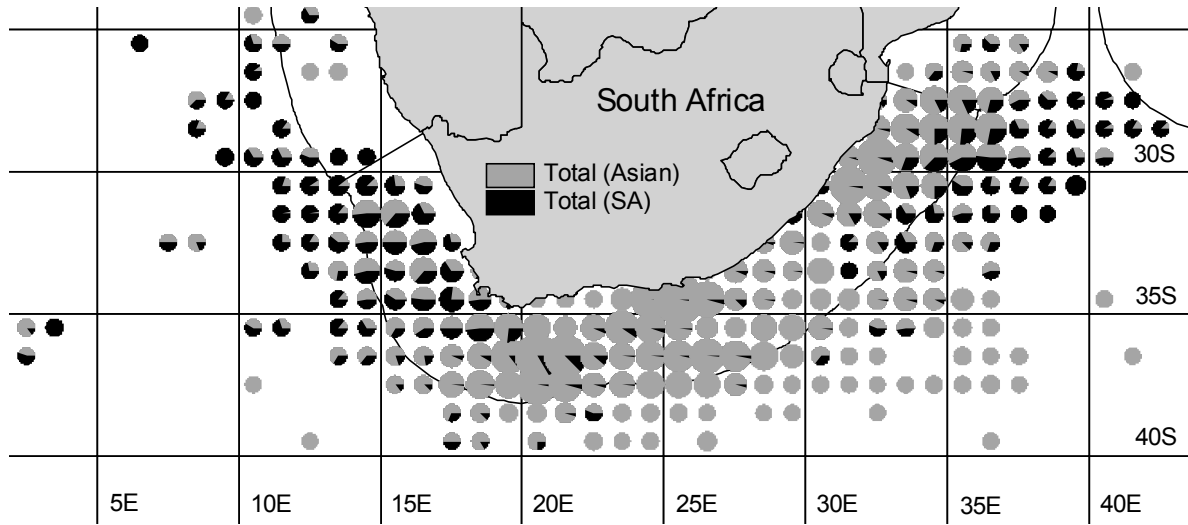 South Africa
Total (Asian)
Total (SA)
30S
35S
40S
5E 10E 15E 20E 25E 30E 35E 40E